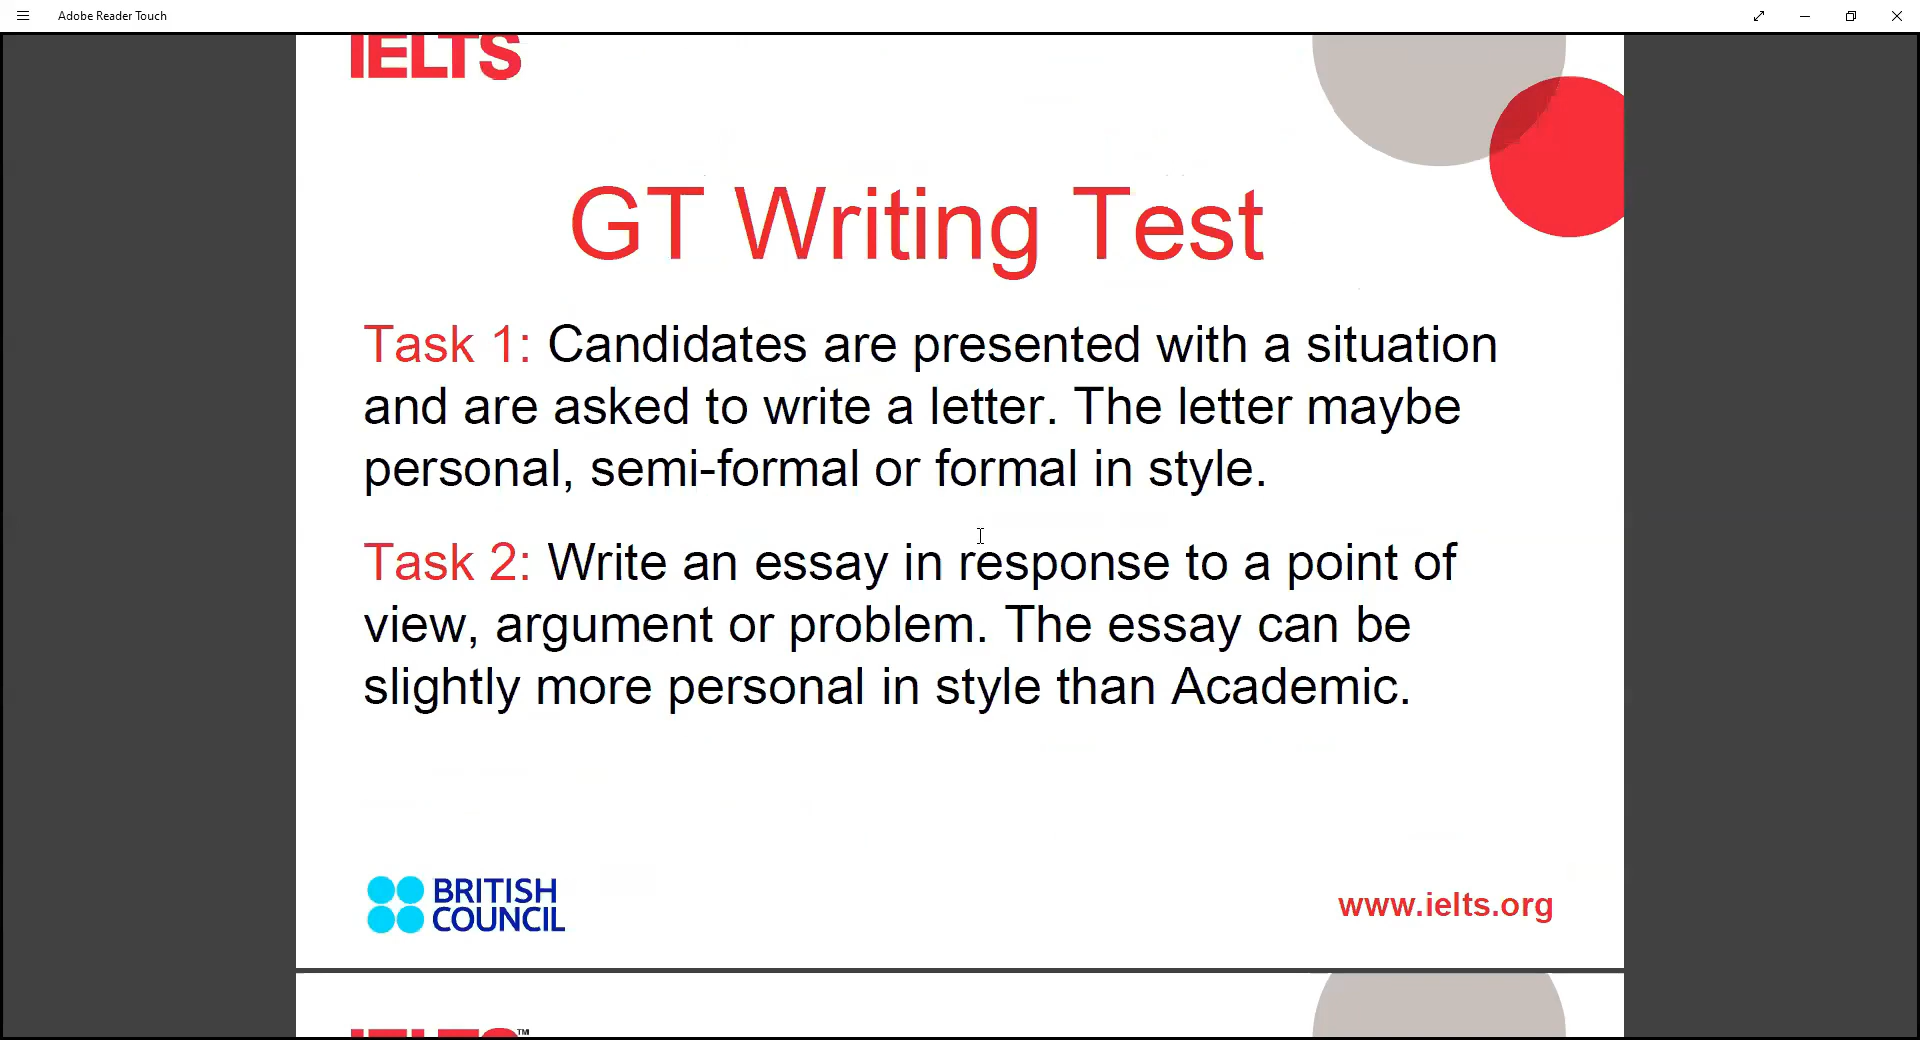 Adobe Reader Touch
IELTS
GT Writing Test
Task 1: Candidates are presented with a situation
and are asked to write a letter. The letter maybe
personal, semi-formal or formal in style.
Task 2: Write an essay in response to a point of
view, argument or problem. The essay can be
slightly more personal in style than Academic.
BRITISH
COUNCIL
www.ielts.org
IELTS™